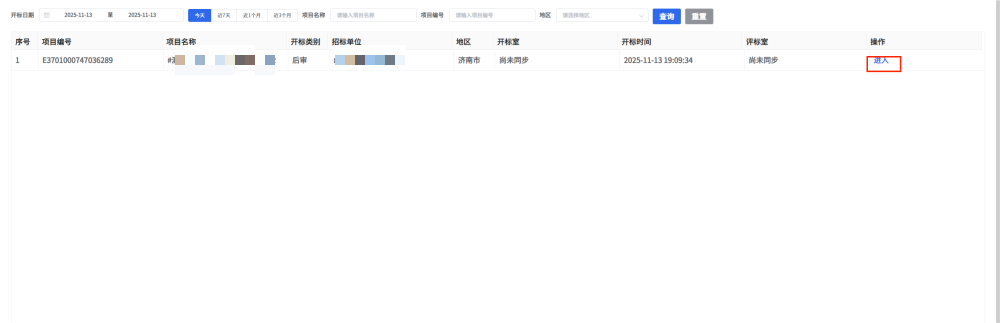 开标日期 2025-11-13 至 2025-11-13 今天 近7天 近1个月 近3个月 项目名称 请输入项目名称 项目编号 请输入项目编号 地区 请选择地区 查询 重置
序号 项目编号 项目名称 开标类别 招标单位 地区 开标室 开标时间 评标室 操作
1 E3701000747036289 # 后审 济南市 尚未同步 2025-11-13 19:09:34 尚未同步 进入